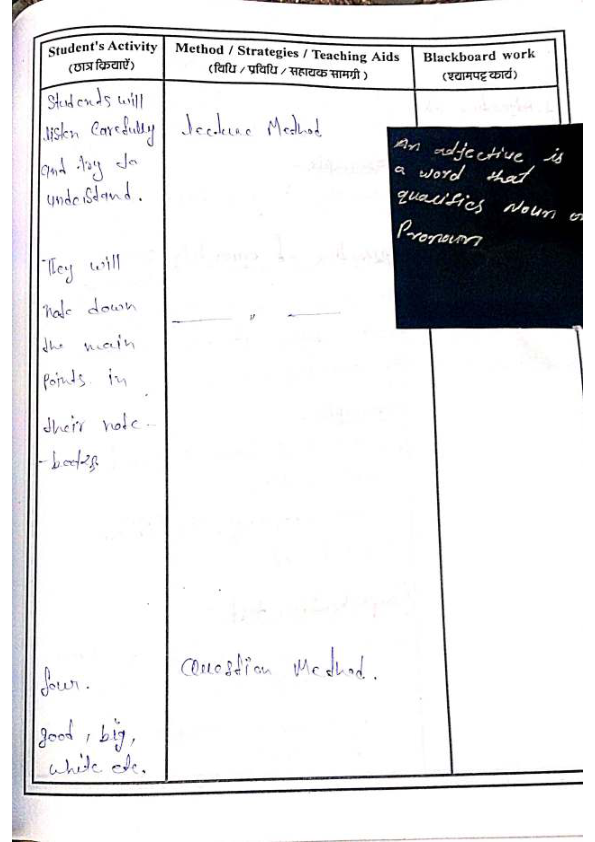 Student's Activity
(छात्र क्रियाएँ)
Method / Strategies / Teaching Aids
(विधि / प्रविधि / सहायक सामग्री)
Blackboard work
(श्यामपट्ट कार्य)
Students will
listen Carefully
and try to
understand.
Lecture Method
An adjective is
a word that
qualifies Noun or
Pronoun
They will
note down
the main
points in
their note-
-books
——— " ———
four.
good, big,
white etc.
Question Method.